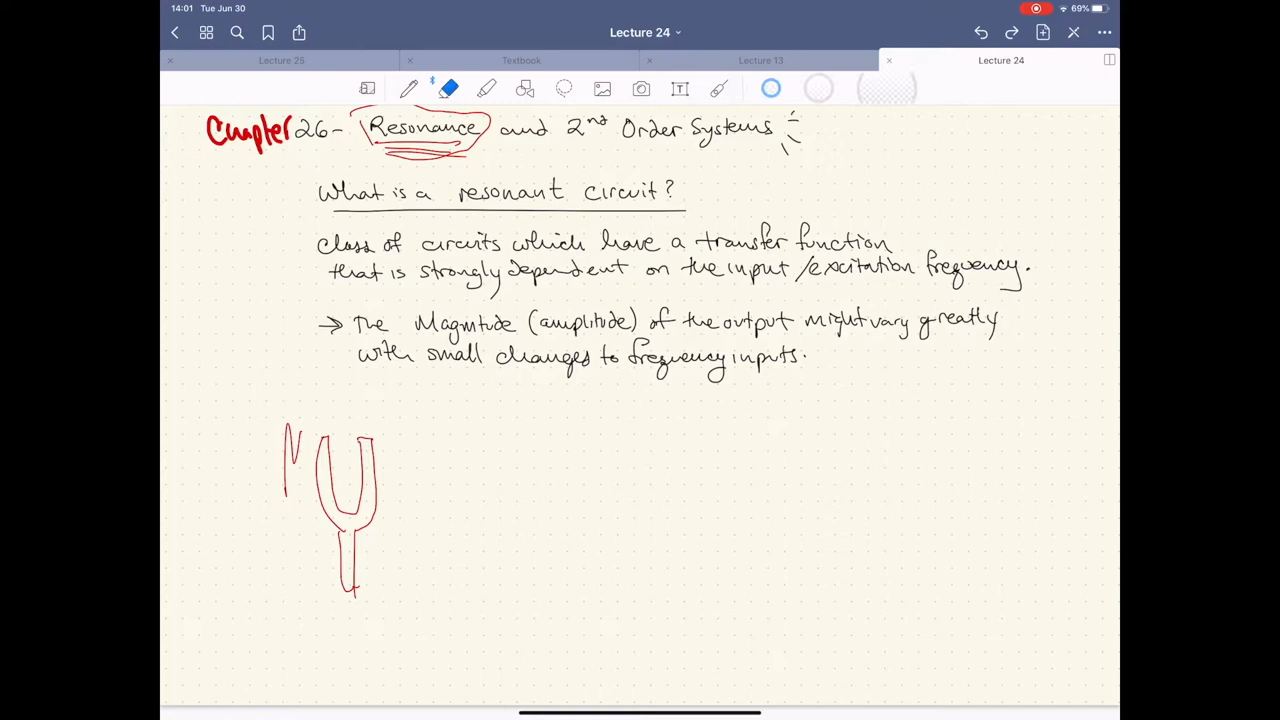 14:01 Tue Jun 30
69%
Lecture 24
Lecture 25
Textbook
Lecture 13
Lecture 24
Chapter 26 - Resonance and 2nd Order Systems
What is a resonant circuit?
class of circuits which have a transfer function
that is strongly dependent on the input /excitation frequency.
→ The Magnitude (amplitude) of the output might vary greatly
with small changes to frequency inputs.